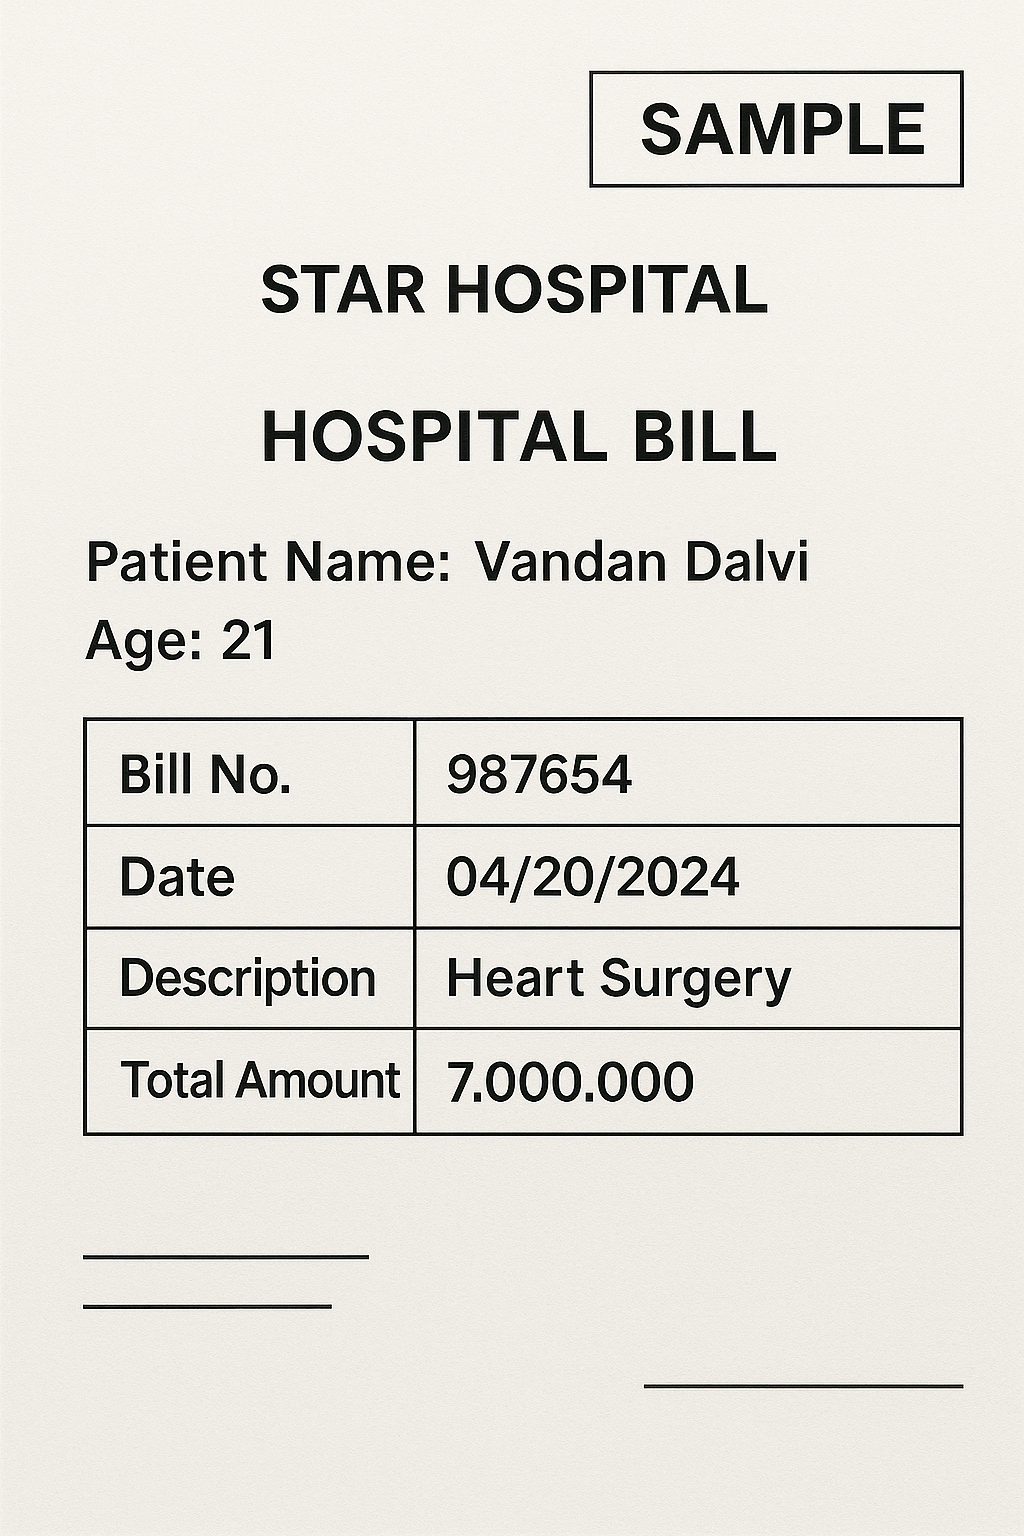 SAMPLE
STAR HOSPITAL
HOSPITAL BILL
Patient Name: Vandan Dalvi
Age: 21
Bill No. 987654
Date 04/20/2024
Description Heart Surgery
Total Amount 7.000.000